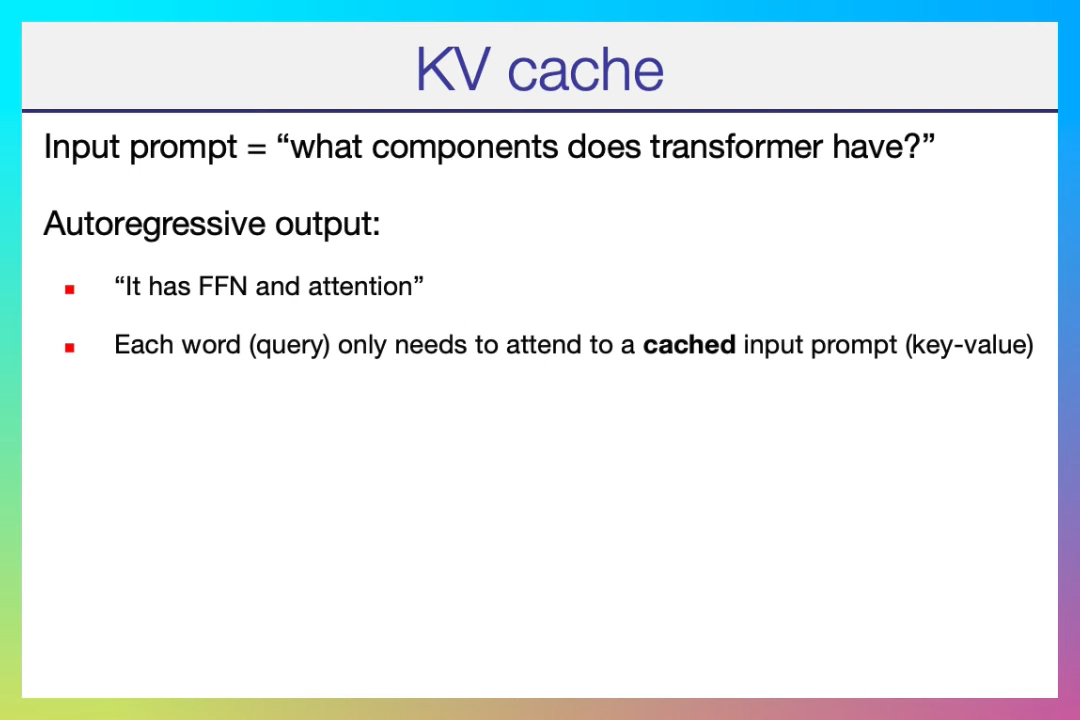 KV cache
Input prompt = “what components does transformer have?”
Autoregressive output:
“It has FFN and attention”
Each word (query) only needs to attend to a cached input prompt (key-value)